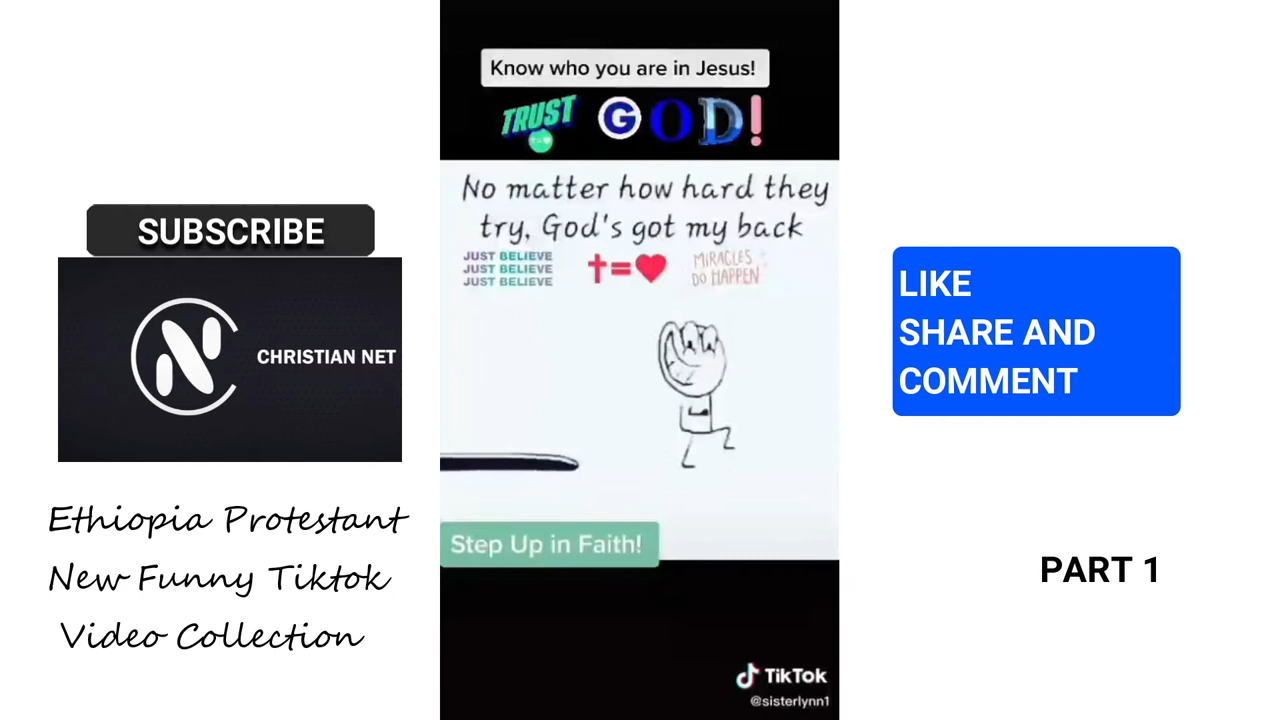 SUBSCRIBE
CHRISTIAN NET
Ethiopia Protestant
New Funny Tiktok
Video Collection
Know who you are in Jesus!
TRUST GOD!
No matter how hard they
try, God's got my back
JUST BELIEVE
JUST BELIEVE
JUST BELIEVE
MIRACLES
DO HAPPEN
Step Up in Faith!
TikTok
@sisterlynn1
LIKE
SHARE AND
COMMENT
PART 1